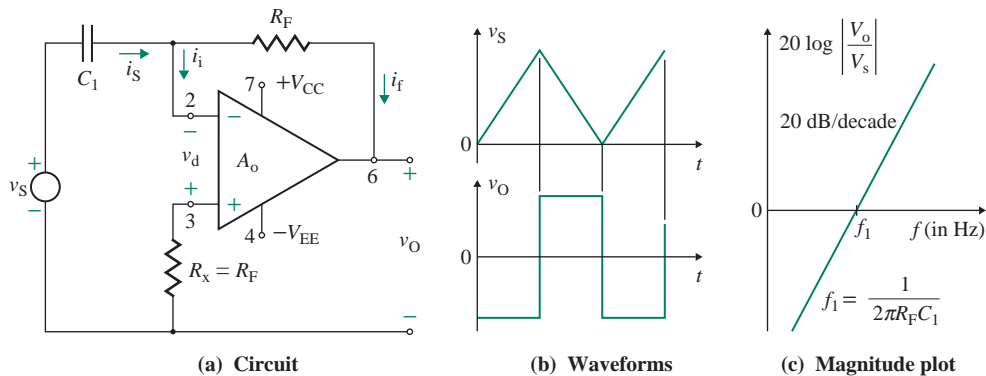 R_F
C_1
i_S
i_i
i_f
7
+V_CC
2
−
−
v_d
A_o
+
v_S
−
+
3
+
4
−V_EE
6
+
v_O
R_x = R_F
−
(a) Circuit
v_S
0
t
v_O
0
t
(b) Waveforms
20 log |V_o/V_s|
20 dB/decade
0
f_1
f (in Hz)
f_1 = 1/(2πR_FC_1)
(c) Magnitude plot